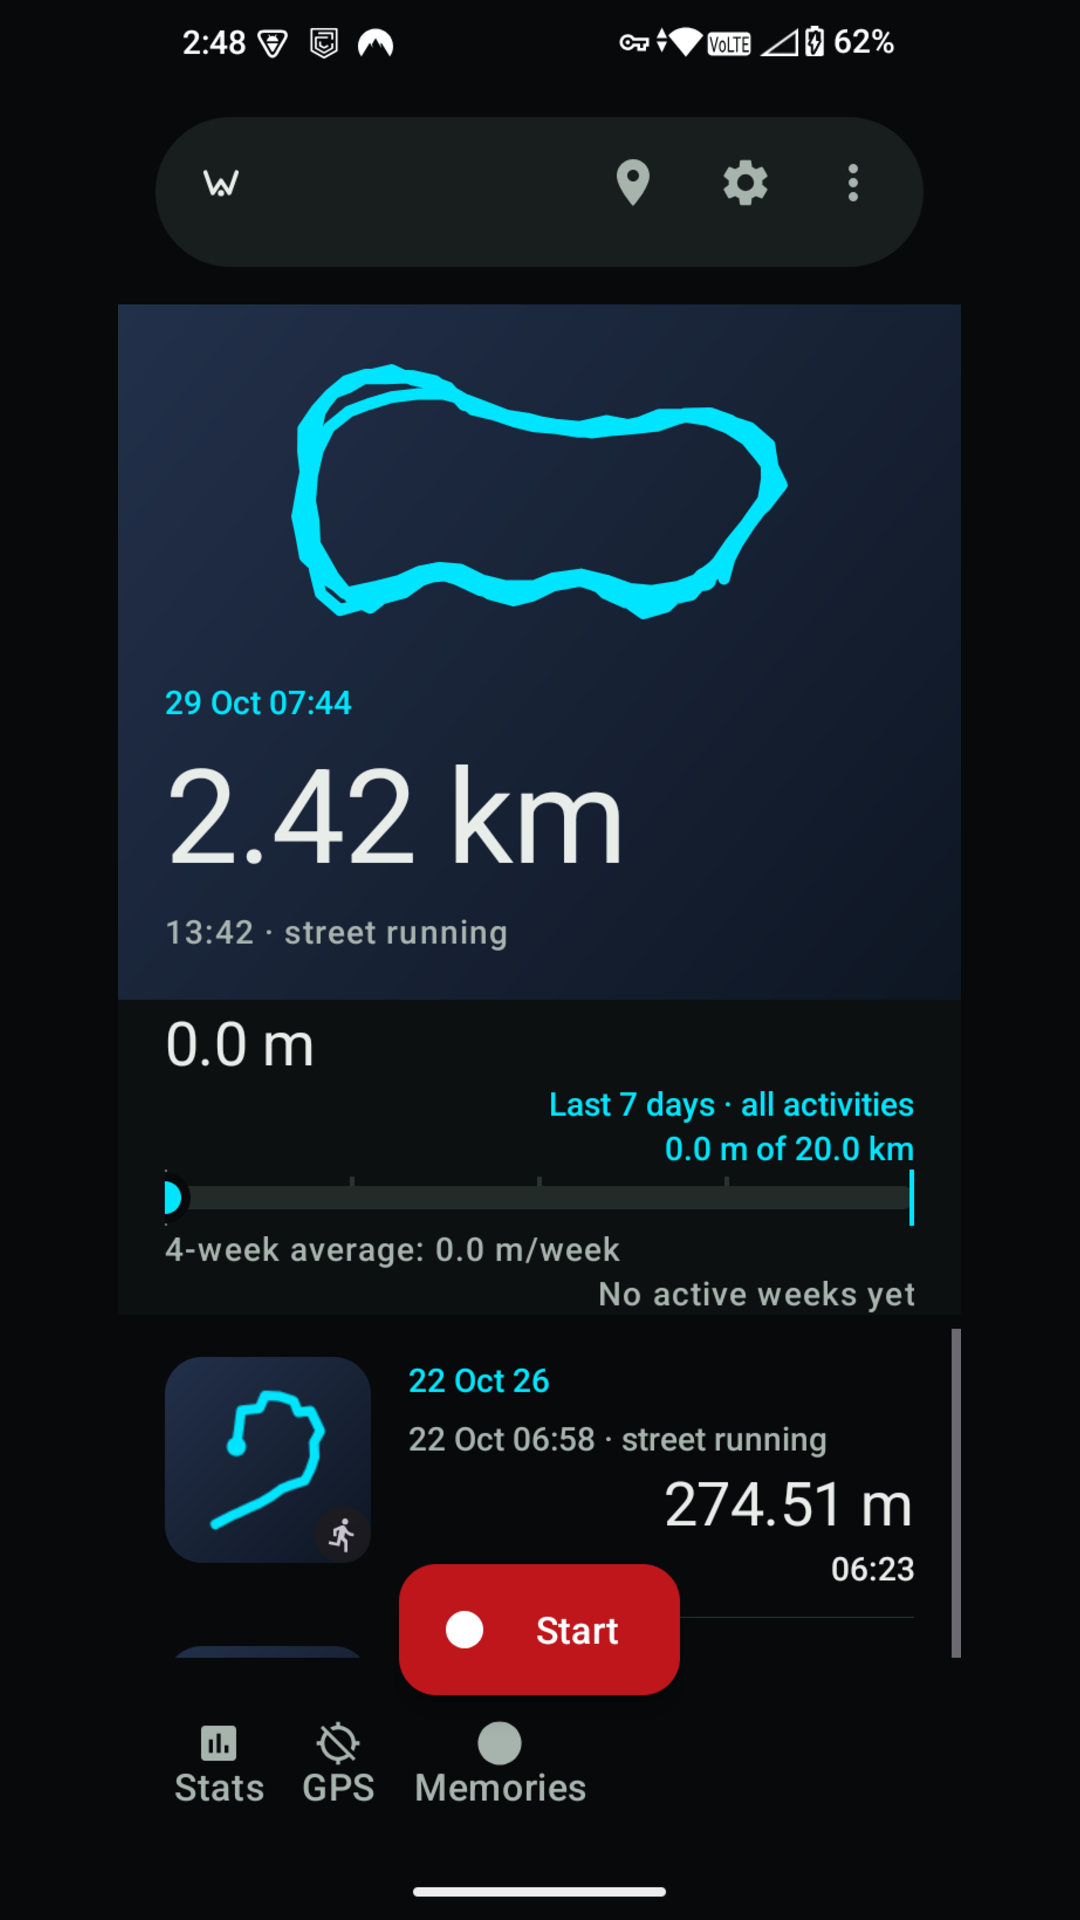 2:48
VoLTE
62%
29 Oct 07:44
2.42 km
13:42 · street running
0.0 m
Last 7 days · all activities
0.0 m of 20.0 km
4-week average: 0.0 m/week
No active weeks yet
22 Oct 26
22 Oct 06:58 · street running
274.51 m
06:23
Start
Stats
GPS
Memories